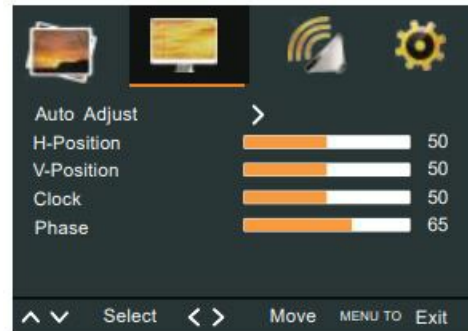 Auto Adjust
H-Position 50
V-Position 50
Clock 50
Phase 65
Select Move MENU TO Exit